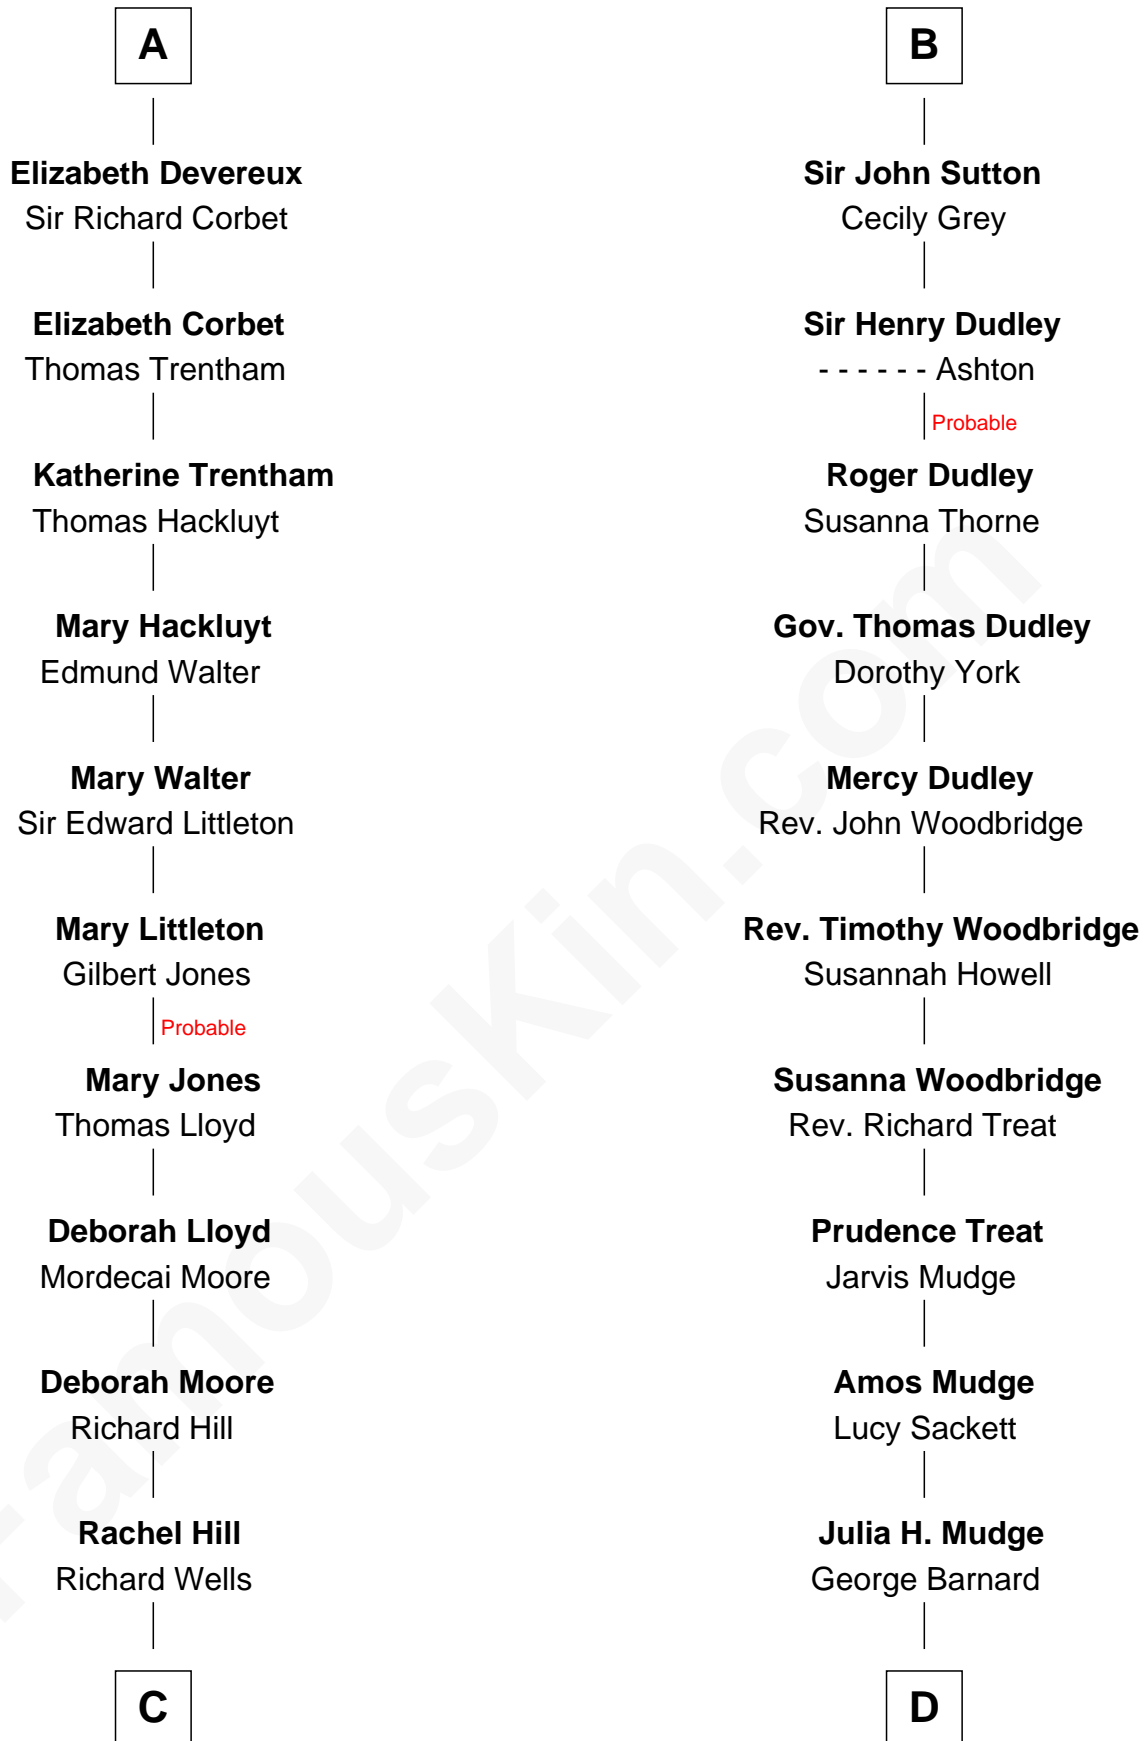 A
Elizabeth Devereux
Sir Richard Corbet
Elizabeth Corbet
Thomas Trentham
Katherine Trentham
Thomas Hackluyt
Mary Hackluyt
Edmund Walter
Mary Walter
Sir Edward Littleton
Mary Littleton
Gilbert Jones
Probable
Mary Jones
Thomas Lloyd
Deborah Lloyd
Mordecai Moore
Deborah Moore
Richard Hill
Rachel Hill
Richard Wells
C
B
Sir John Sutton
Cecily Grey
Sir Henry Dudley
- - - - - - Ashton
Probable
Roger Dudley
Susanna Thorne
Gov. Thomas Dudley
Dorothy York
Mercy Dudley
Rev. John Woodbridge
Rev. Timothy Woodbridge
Susannah Howell
Susanna Woodbridge
Rev. Richard Treat
Prudence Treat
Jarvis Mudge
Amos Mudge
Lucy Sackett
Julia H. Mudge
George Barnard
D
FamousKin.com